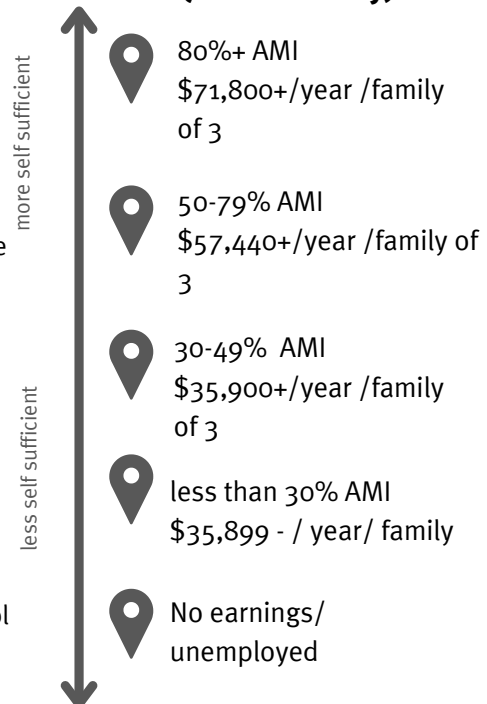 80%+ AMI
$71,800+/year /family
of 3
more self sufficient
50-79% AMI
$57,440+/year /family of
3
30-49%  AMI
$35,900+/year /family
of 3
less self sufficient
less than 30% AMI
$35,899 - / year/ family
No earnings/
unemployed